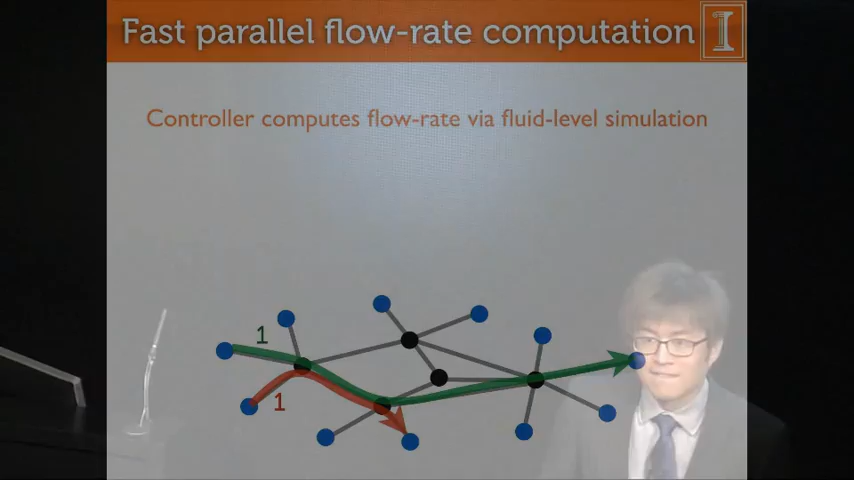 Fast parallel flow-rate computation
I
Controller computes flow-rate via fluid-level simulation
1
1